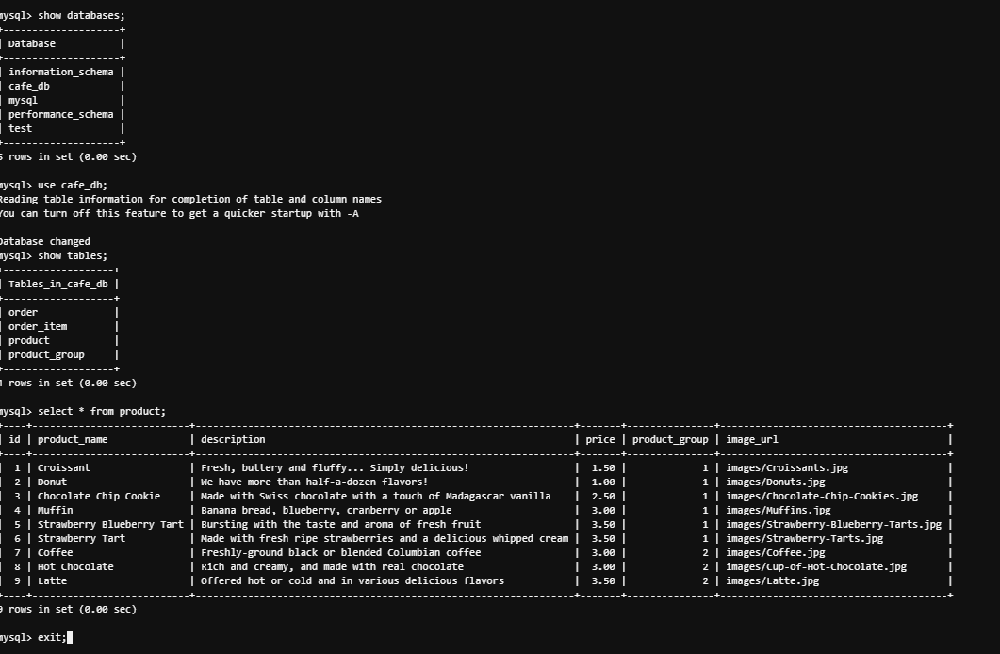 mysql> show databases;
+--------------------+
| Database           |
+--------------------+
| information_schema |
| cafe_db            |
| mysql              |
| performance_schema |
| test               |
+--------------------+
5 rows in set (0.00 sec)
mysql> use cafe_db;
Reading table information for completion of table and column names
You can turn off this feature to get a quicker startup with -A
Database changed
mysql> show tables;
+-------------------+
| Tables_in_cafe_db |
+-------------------+
| order             |
| order_item        |
| product           |
| product_group     |
+-------------------+
4 rows in set (0.00 sec)
mysql> select * from product;
+----+---------------------------+----------------------------------------------------------------+-------+---------------+---------------------------------------+
| id | product_name              | description                                                    | price | product_group | image_url                             |
+----+---------------------------+----------------------------------------------------------------+-------+---------------+---------------------------------------+
|  1 | Croissant                 | Fresh, buttery and fluffy... Simply delicious!                 |  1.50 |             1 | images/Croissants.jpg                 |
|  2 | Donut                     | We have more than half-a-dozen flavors!                        |  1.00 |             1 | images/Donuts.jpg                     |
|  3 | Chocolate Chip Cookie     | Made with Swiss chocolate with a touch of Madagascar vanilla   |  2.50 |             1 | images/Chocolate-Chip-Cookies.jpg     |
|  4 | Muffin                    | Banana bread, blueberry, cranberry or apple                    |  3.00 |             1 | images/Muffins.jpg                    |
|  5 | Strawberry Blueberry Tart | Bursting with the taste and aroma of fresh fruit               |  3.50 |             1 | images/Strawberry-Blueberry-Tarts.jpg |
|  6 | Strawberry Tart           | Made with fresh ripe strawberries and a delicious whipped cream |  3.50 |             1 | images/Strawberry-Tarts.jpg           |
|  7 | Coffee                    | Freshly-ground black or blended Columbian coffee               |  3.00 |             2 | images/Coffee.jpg                     |
|  8 | Hot Chocolate             | Rich and creamy, and made with real chocolate                  |  3.00 |             2 | images/Cup-of-Hot-Chocolate.jpg       |
|  9 | Latte                     | Offered hot or cold and in various delicious flavors           |  3.50 |             2 | images/Latte.jpg                      |
+----+---------------------------+----------------------------------------------------------------+-------+---------------+---------------------------------------+
9 rows in set (0.00 sec)
mysql> exit;